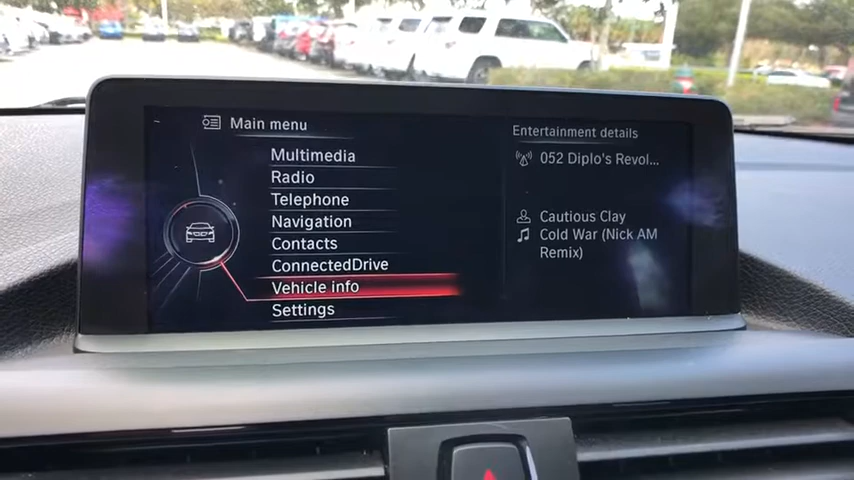 Main menu
Multimedia
Radio
Telephone
Navigation
Contacts
ConnectedDrive
Vehicle info
Settings
Entertainment details
052 Diplo's Revol...
Cautious Clay
Cold War (Nick AM
Remix)